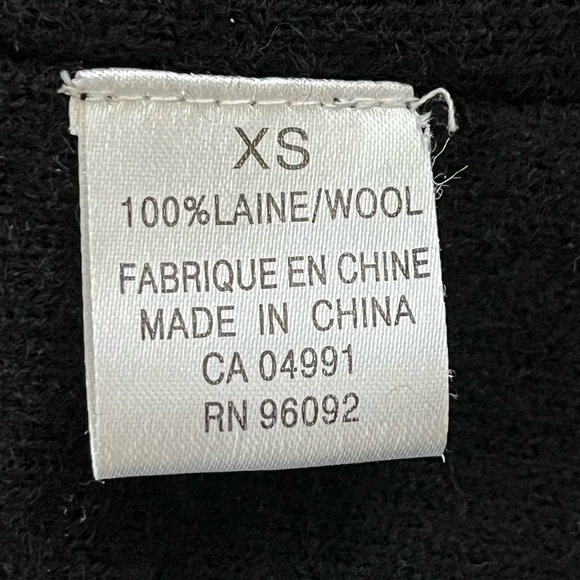 XS
100%LAINE/WOOL
FABRIQUE EN CHINE
MADE IN CHINA
CA 04991
RN 96092